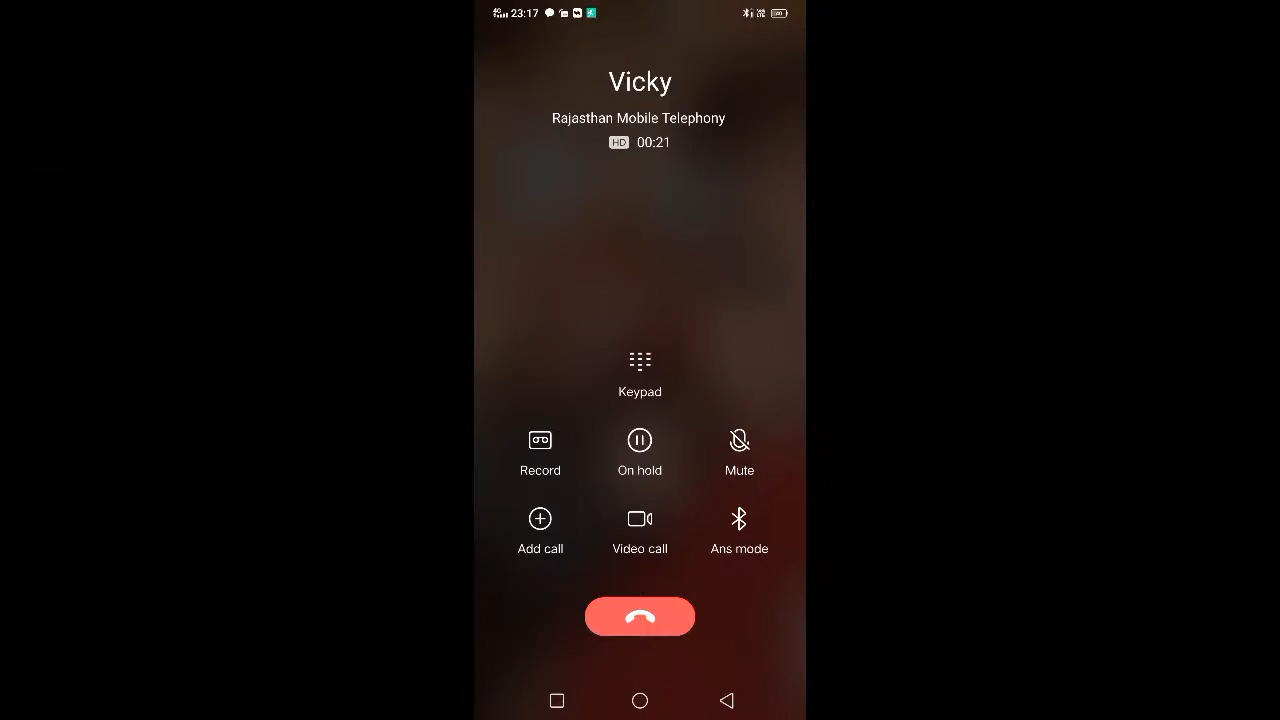 23:17
Vicky
Rajasthan Mobile Telephony
HD 00:21
Keypad
Record On hold Mute
Add call Video call Ans mode